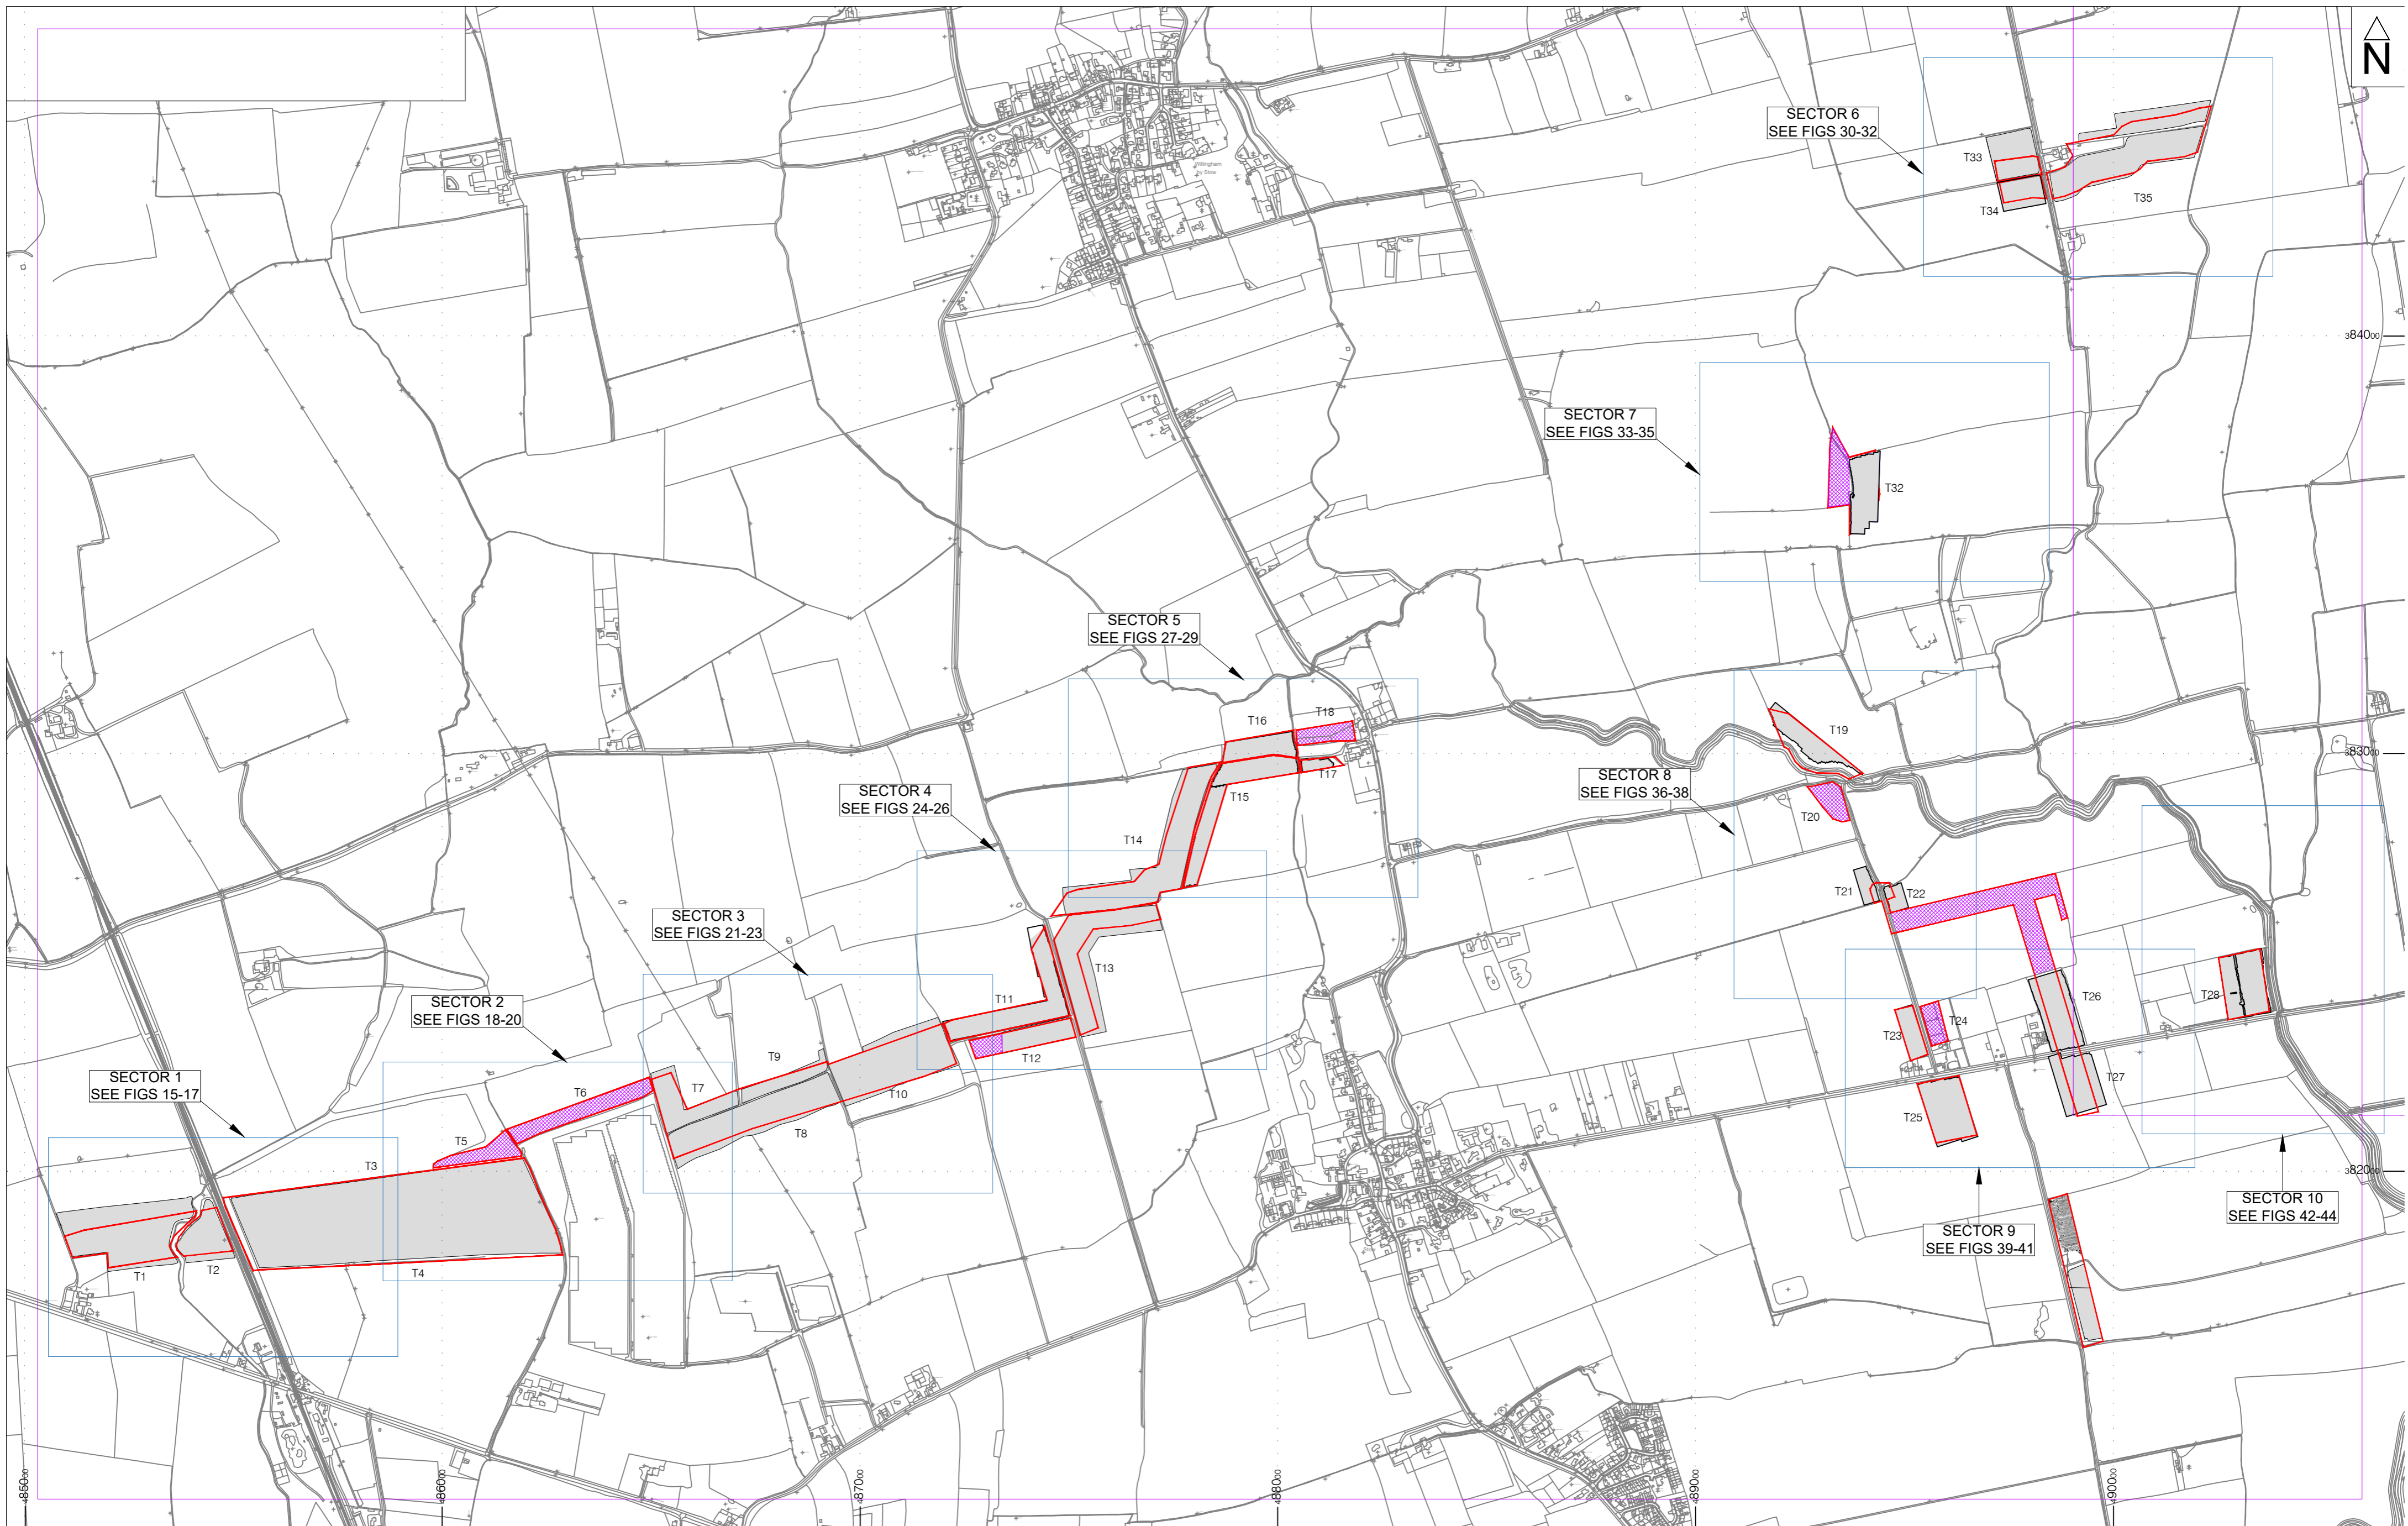 N
SECTOR 6
SEE FIGS 30-32
Willingham
by Stow
T33
T34
T35
384000
SECTOR 7
SEE FIGS 33-35
T32
SECTOR 5
SEE FIGS 27-29
T18
T16
T17
T15
T14
T19
383000
SECTOR 8
SEE FIGS 36-38
T20
SECTOR 4
SEE FIGS 24-26
T21
T22
SECTOR 3
SEE FIGS 21-23
T13
T11
T12
T26
T28
T24
T23
T27
T25
SECTOR 2
SEE FIGS 18-20
T9
T7
T10
T8
T6
T5
SECTOR 1
SEE FIGS 15-17
T3
T1
T2
T4
382000
SECTOR 10
SEE FIGS 42-44
SECTOR 9
SEE FIGS 39-41
485000
486000
487000
488000
489000
490000